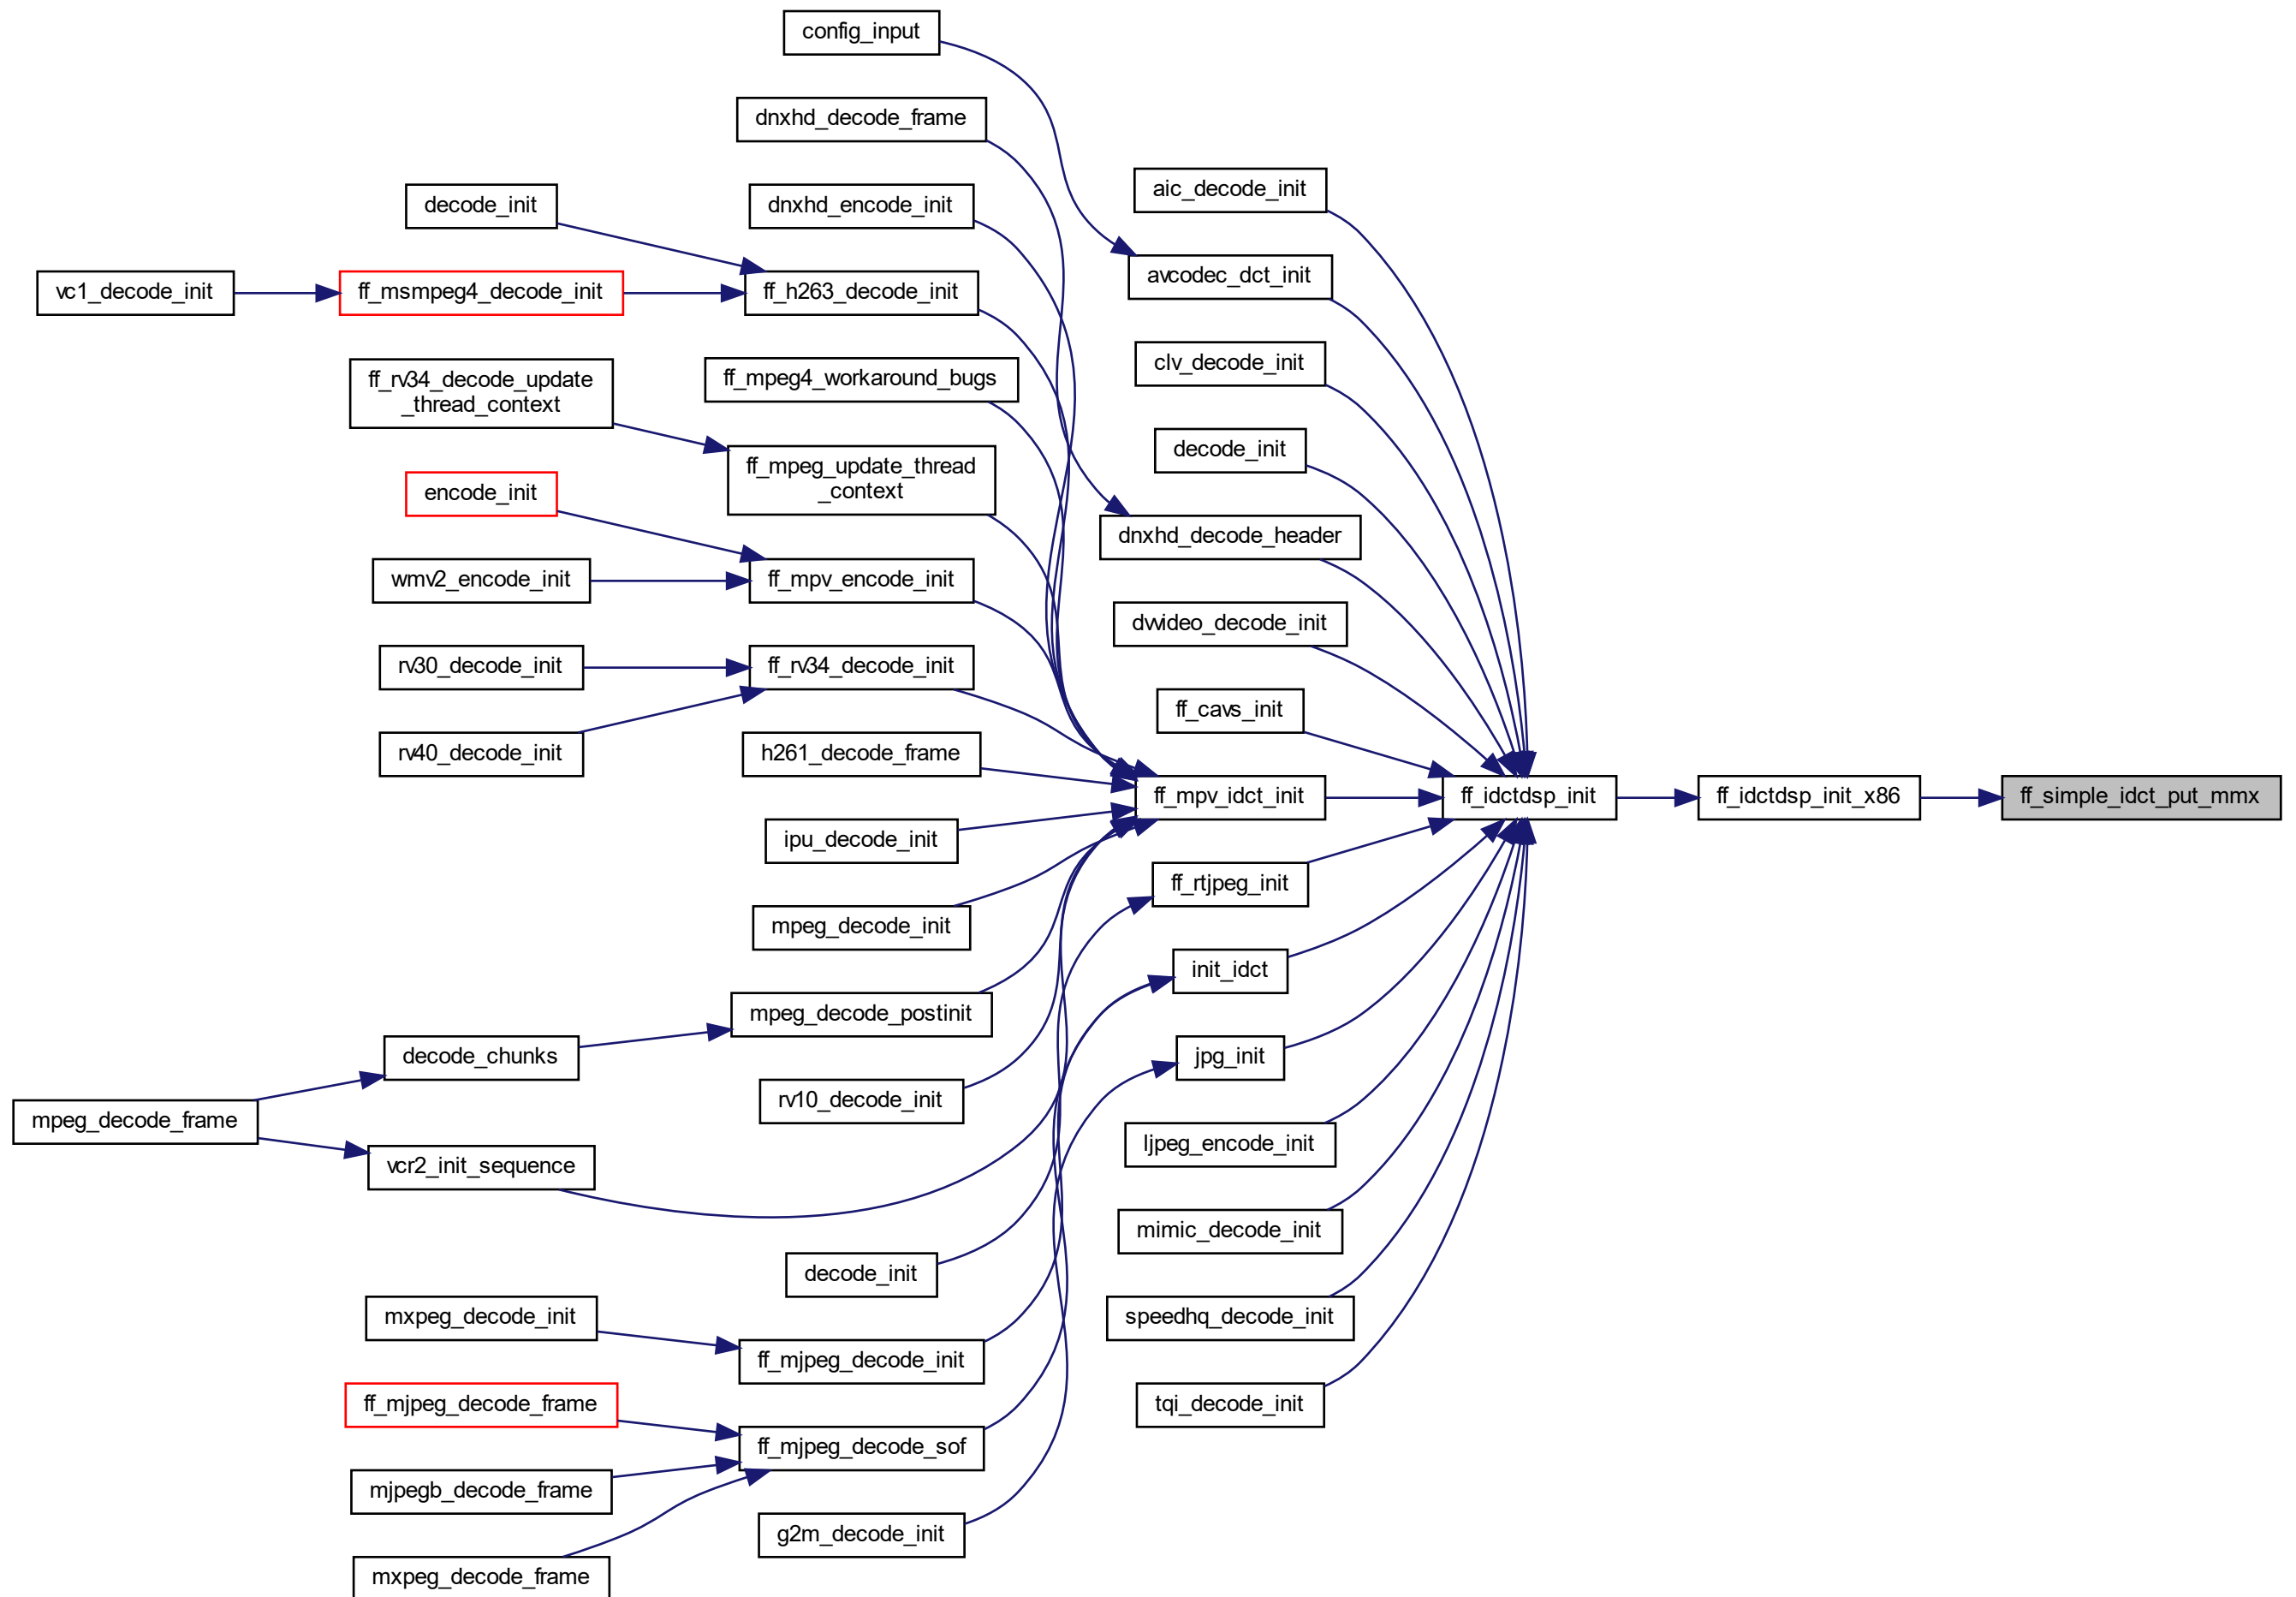 config_input
dnxhd_decode_frame
aic_decode_init
decode_init
dnxhd_encode_init
avcodec_dct_init
vc1_decode_init
ff_msmpeg4_decode_init
ff_h263_decode_init
clv_decode_init
ff_rv34_decode_update
_thread_context
ff_mpeg4_workaround_bugs
decode_init
ff_mpeg_update_thread
_context
encode_init
dnxhd_decode_header
wmv2_encode_init
ff_mpv_encode_init
dvvideo_decode_init
rv30_decode_init
ff_rv34_decode_init
ff_cavs_init
rv40_decode_init
h261_decode_frame
ff_mpv_idct_init
ff_idctdsp_init
ff_idctdsp_init_x86
ff_simple_idct_put_mmx
ipu_decode_init
ff_rtjpeg_init
mpeg_decode_init
init_idct
mpeg_decode_postinit
decode_chunks
jpg_init
mpeg_decode_frame
rv10_decode_init
vcr2_init_sequence
ljpeg_encode_init
mimic_decode_init
decode_init
mxpeg_decode_init
speedhq_decode_init
ff_mjpeg_decode_init
ff_mjpeg_decode_frame
tqi_decode_init
ff_mjpeg_decode_sof
mjpegb_decode_frame
g2m_decode_init
mxpeg_decode_frame